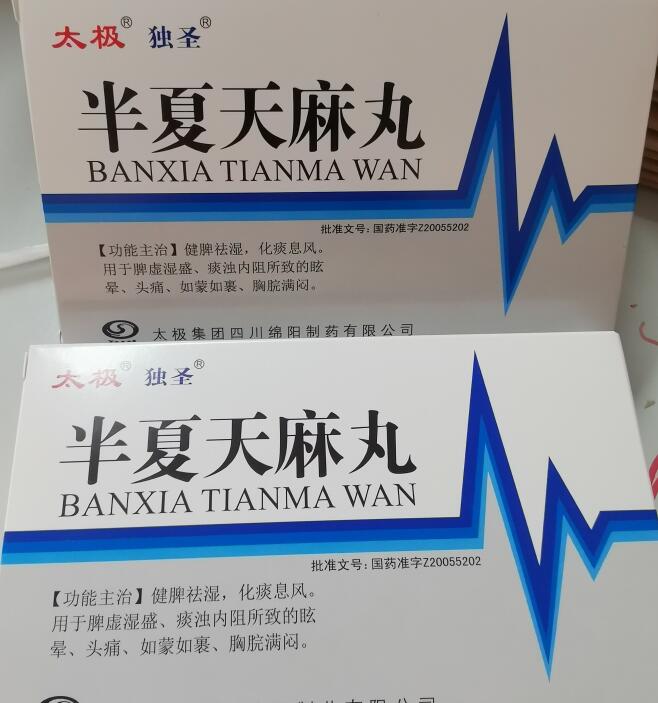 太极® 独圣®
半夏天麻丸
BANXIA TIANMA WAN
批准文号：国药准字Z20055202
【功能主治】健脾祛湿，化痰息风。
用于脾虚湿盛、痰浊内阻所致的眩
晕、头痛、如蒙如裹、胸脘满闷。
太极集团四川绵阳制药有限公司
太极® 独圣®
半夏天麻丸
BANXIA TIANMA WAN
批准文号：国药准字Z20055202
【功能主治】健脾祛湿，化痰息风。
用于脾虚湿盛、痰浊内阻所致的眩
晕、头痛、如蒙如裹、胸脘满闷。